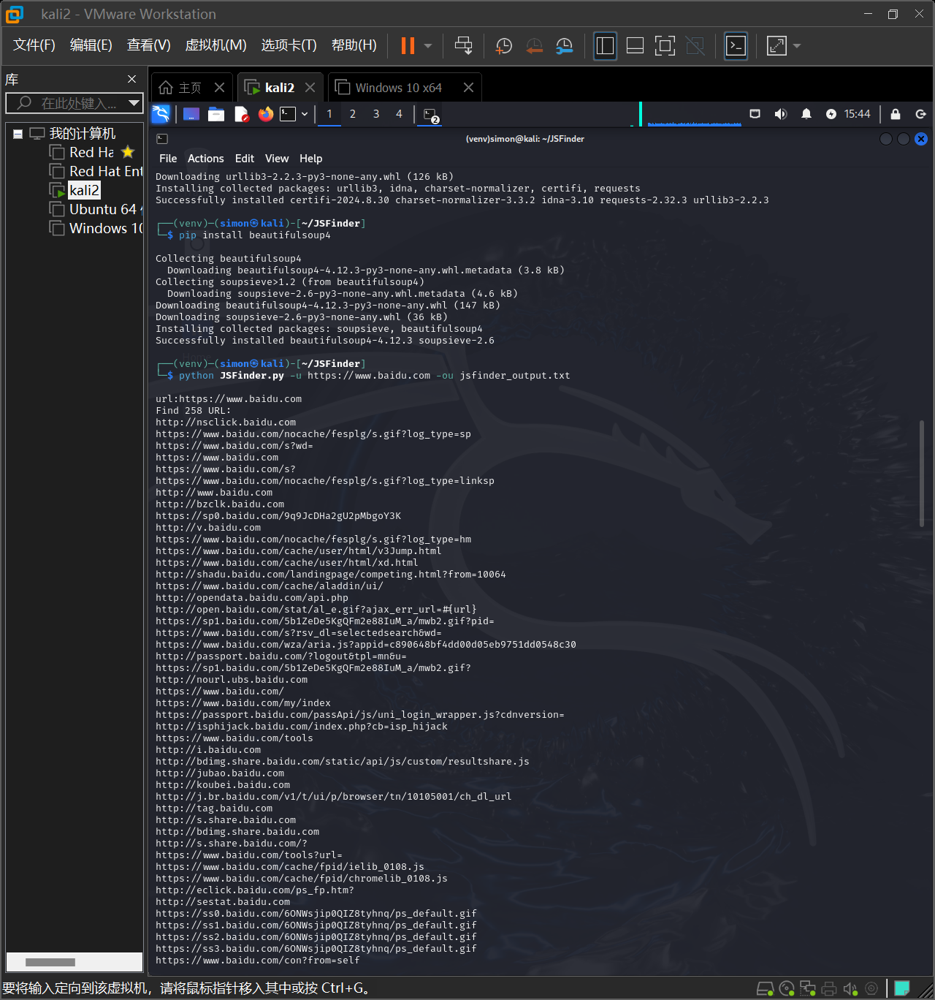 kali2 - VMware Workstation
文件(F) 编辑(E) 查看(V) 虚拟机(M) 选项卡(T) 帮助(H)
库
在此处键入...
我的计算机
Red Ha
Red Hat Ent
kali2
Ubuntu 64
Windows 10
主页 kali2 Windows 10 x64
1 2 3 4 2 15:44
(venv)simon@kali: ~/JSFinder
File Actions Edit View Help
Downloading urllib3-2.2.3-py3-none-any.whl (126 kB)
Installing collected packages: urllib3, idna, charset-normalizer, certifi, requests
Successfully installed certifi-2024.8.30 charset-normalizer-3.3.2 idna-3.10 requests-2.32.3 urllib3-2.2.3
┌──(venv)─(simon㉿kali)-[~/JSFinder]
└─$ pip install beautifulsoup4
Collecting beautifulsoup4
  Downloading beautifulsoup4-4.12.3-py3-none-any.whl.metadata (3.8 kB)
Collecting soupsieve>1.2 (from beautifulsoup4)
  Downloading soupsieve-2.6-py3-none-any.whl.metadata (4.6 kB)
Downloading beautifulsoup4-4.12.3-py3-none-any.whl (147 kB)
Downloading soupsieve-2.6-py3-none-any.whl (36 kB)
Installing collected packages: soupsieve, beautifulsoup4
Successfully installed beautifulsoup4-4.12.3 soupsieve-2.6
┌──(venv)─(simon㉿kali)-[~/JSFinder]
└─$ python JSFinder.py -u https://www.baidu.com -ou jsfinder_output.txt
url:https://www.baidu.com
Find 258 URL:
http://nsclick.baidu.com
https://www.baidu.com/nocache/fesplg/s.gif?log_type=sp
https://www.baidu.com/s?wd=
https://www.baidu.com
https://www.baidu.com/s?
https://www.baidu.com/nocache/fesplg/s.gif?log_type=linksp
http://www.baidu.com
http://bzclk.baidu.com
https://sp0.baidu.com/9q9JcDHa2gU2pMbgoY3K
http://v.baidu.com
https://www.baidu.com/nocache/fesplg/s.gif?log_type=hm
https://www.baidu.com/cache/user/html/v3Jump.html
https://www.baidu.com/cache/user/html/xd.html
http://shadu.baidu.com/landingpage/competing.html?from=10064
https://www.baidu.com/cache/aladdin/ui/
http://opendata.baidu.com/api.php
http://open.baidu.com/stat/al_e.gif?ajax_err_url=#{url}
https://sp1.baidu.com/5b1ZeDe5KgQFm2e88IuM_a/mwb2.gif?pid=
https://www.baidu.com/s?rsv_dl=selectedsearch&wd=
https://www.baidu.com/wza/aria.js?appid=c890648bf4dd00d05eb9751dd0548c30
http://passport.baidu.com/?logout&tpl=mn&u=
https://sp1.baidu.com/5b1ZeDe5KgQFm2e88IuM_a/mwb2.gif?
http://nourl.ubs.baidu.com
https://www.baidu.com/
https://www.baidu.com/my/index
https://passport.baidu.com/passApi/js/uni_login_wrapper.js?cdnversion=
http://isphijack.baidu.com/index.php?cb=isp_hijack
https://www.baidu.com/tools
http://i.baidu.com
http://bdimg.share.baidu.com/static/api/js/custom/resultshare.js
http://jubao.baidu.com
http://koubei.baidu.com
http://j.br.baidu.com/v1/t/ui/p/browser/tn/10105001/ch_dl_url
http://tag.baidu.com
http://s.share.baidu.com
http://bdimg.share.baidu.com
http://s.share.baidu.com/?
https://www.baidu.com/tools?url=
https://www.baidu.com/cache/fpid/ielib_0108.js
https://www.baidu.com/cache/fpid/chromelib_0108.js
http://eclick.baidu.com/ps_fp.htm?
http://sestat.baidu.com
https://ss0.baidu.com/6ONWsjip0QIZ8tyhnq/ps_default.gif
https://ss1.baidu.com/6ONWsjip0QIZ8tyhnq/ps_default.gif
https://ss2.baidu.com/6ONWsjip0QIZ8tyhnq/ps_default.gif
https://ss3.baidu.com/6ONWsjip0QIZ8tyhnq/ps_default.gif
https://www.baidu.com/con?from=self
要将输入定向到该虚拟机，请将鼠标指针移入其中或按 Ctrl+G。